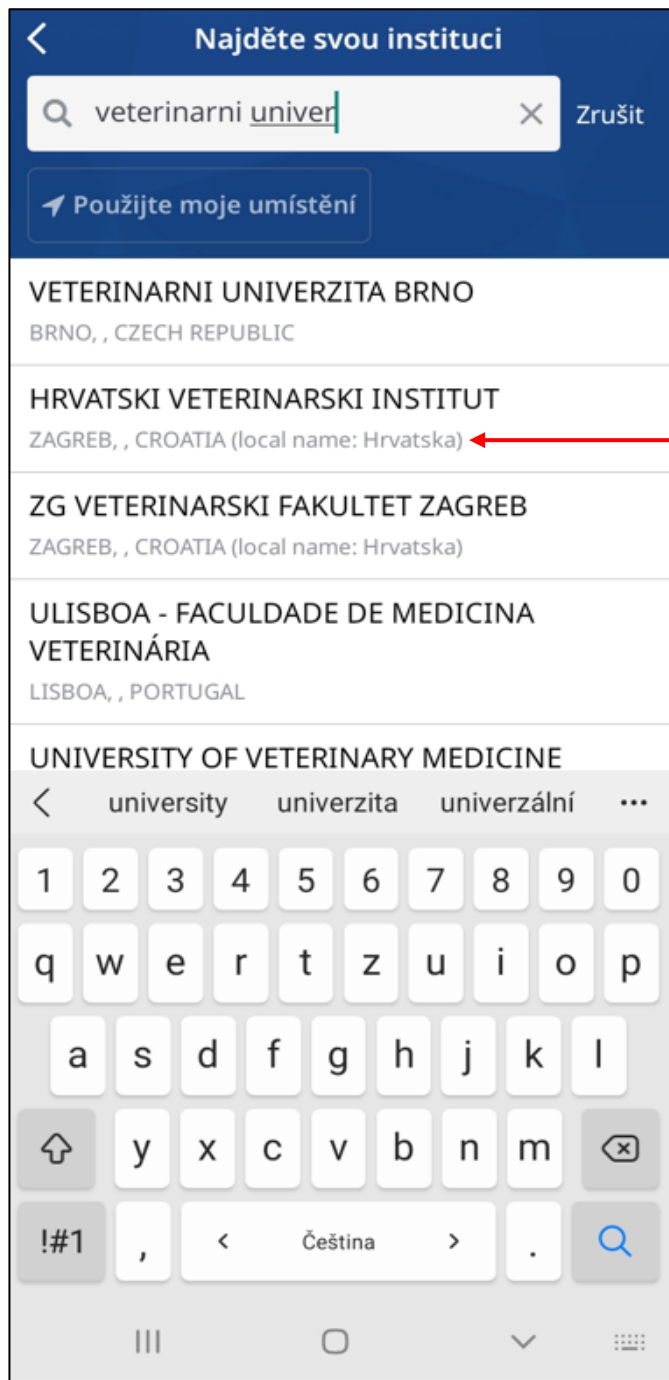 Najděte svou instituci
veterinarni univer
Zrušit
Použijte moje umístění
VETERINARNI UNIVERZITA BRNO
BRNO, , CZECH REPUBLIC
HRVATSKI VETERINARSKI INSTITUT
ZAGREB, , CROATIA (local name: Hrvatska)
ZG VETERINARSKI FAKULTET ZAGREB
ZAGREB, , CROATIA (local name: Hrvatska)
ULISBOA - FACULDADE DE MEDICINA
VETERINÁRIA
LISBOA, , PORTUGAL
UNIVERSITY OF VETERINARY MEDICINE
university univerzita univerzální ...
1 2 3 4 5 6 7 8 9 0
q w e r t z u i o p
a s d f g h j k l
y x c v b n m
!#1 , < Čeština > .